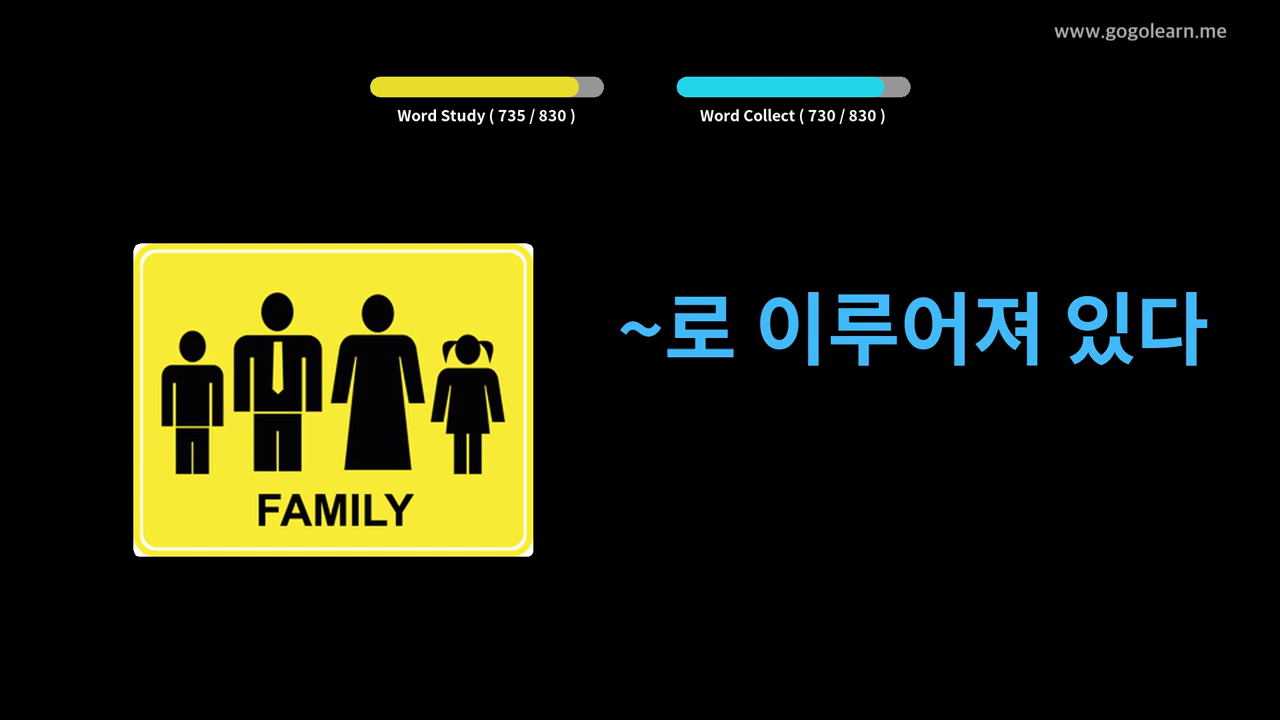 www.gogolearn.me
Word Study ( 735 / 830 )
Word Collect ( 730 / 830 )
~로 이루어져 있다
FAMILY